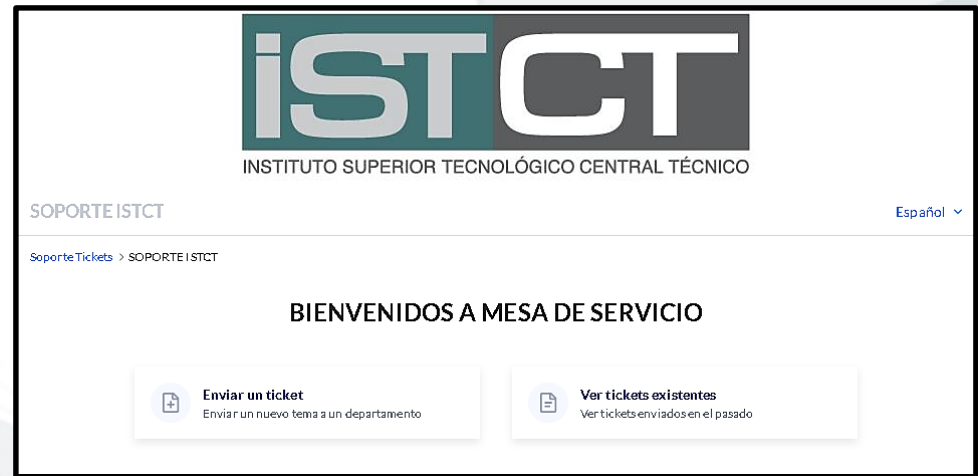 iSTCT
INSTITUTO SUPERIOR TECNOLÓGICO CENTRAL TÉCNICO
SOPORTE ISTCT
Español
Soporte Tickets > SOPORTE ISTCT
BIENVENIDOS A MESA DE SERVICIO
Enviar un ticket
Enviar un nuevo tema a un departamento
Ver tickets existentes
Ver tickets enviados en el pasado